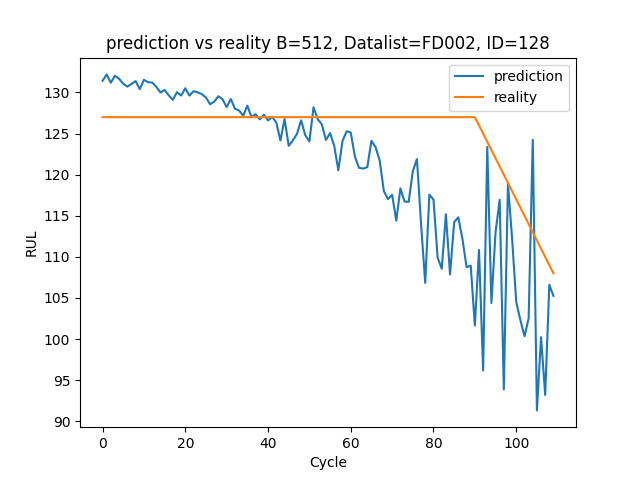 prediction vs reality B=512, Datalist=FD002, ID=128
prediction
reality
130
125
120
115
110
105
100
95
90
RUL
0 20 40 60 80 100
Cycle